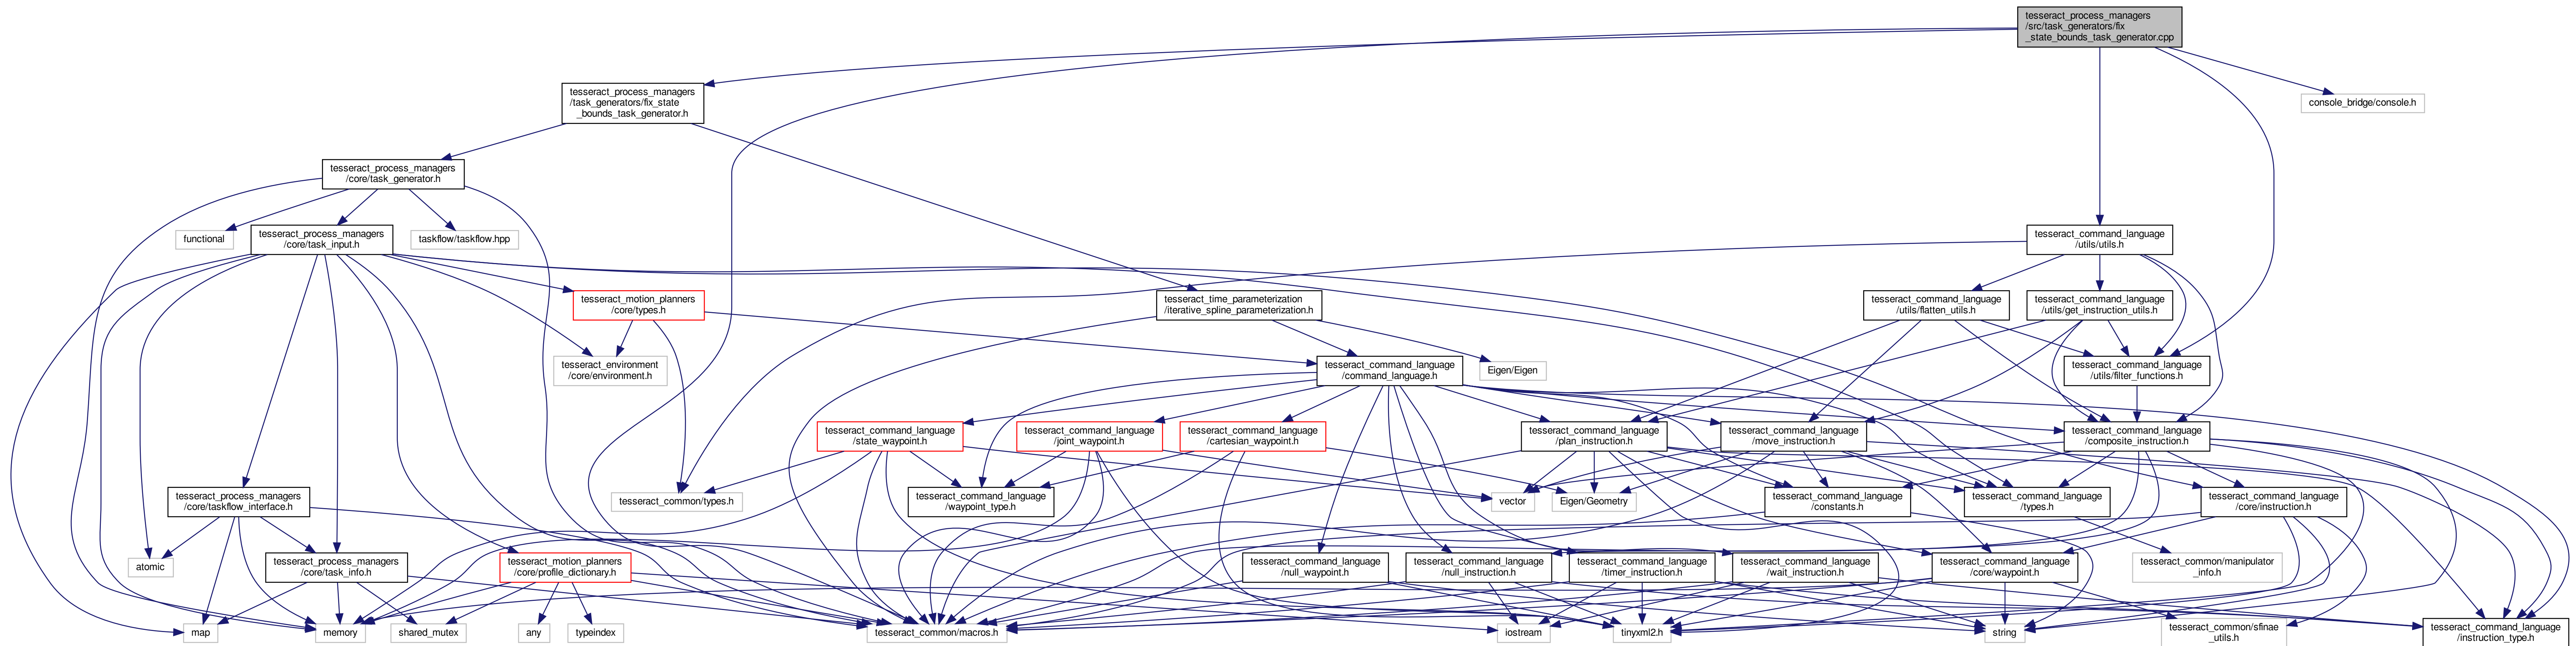 tesseract_process_managers
/src/task_generators/fix
_state_bounds_task_generator.cpp
tesseract_process_managers
/task_generators/fix_state
_bounds_task_generator.h
console_bridge/console.h
tesseract_process_managers
/core/task_generator.h
functional
tesseract_process_managers
/core/task_input.h
taskflow/taskflow.hpp
tesseract_command_language
/utils/utils.h
tesseract_motion_planners
/core/types.h
tesseract_time_parameterization
/iterative_spline_parameterization.h
tesseract_command_language
/utils/flatten_utils.h
tesseract_command_language
/utils/get_instruction_utils.h
tesseract_environment
/core/environment.h
tesseract_command_language
/command_language.h
Eigen/Eigen
tesseract_command_language
/utils/filter_functions.h
tesseract_command_language
/state_waypoint.h
tesseract_command_language
/joint_waypoint.h
tesseract_command_language
/cartesian_waypoint.h
tesseract_command_language
/plan_instruction.h
tesseract_command_language
/move_instruction.h
tesseract_command_language
/composite_instruction.h
tesseract_process_managers
/core/taskflow_interface.h
tesseract_common/types.h
tesseract_command_language
/waypoint_type.h
vector
Eigen/Geometry
tesseract_command_language
/constants.h
tesseract_command_language
/types.h
tesseract_command_language
/core/instruction.h
atomic
tesseract_process_managers
/core/task_info.h
tesseract_motion_planners
/core/profile_dictionary.h
tesseract_command_language
/null_waypoint.h
tesseract_command_language
/null_instruction.h
tesseract_command_language
/timer_instruction.h
tesseract_command_language
/wait_instruction.h
tesseract_command_language
/core/waypoint.h
tesseract_common/manipulator
_info.h
map
memory
shared_mutex
any
typeindex
tesseract_common/macros.h
iostream
tinyxml2.h
string
tesseract_common/sfinae
_utils.h
tesseract_command_language
/instruction_type.h